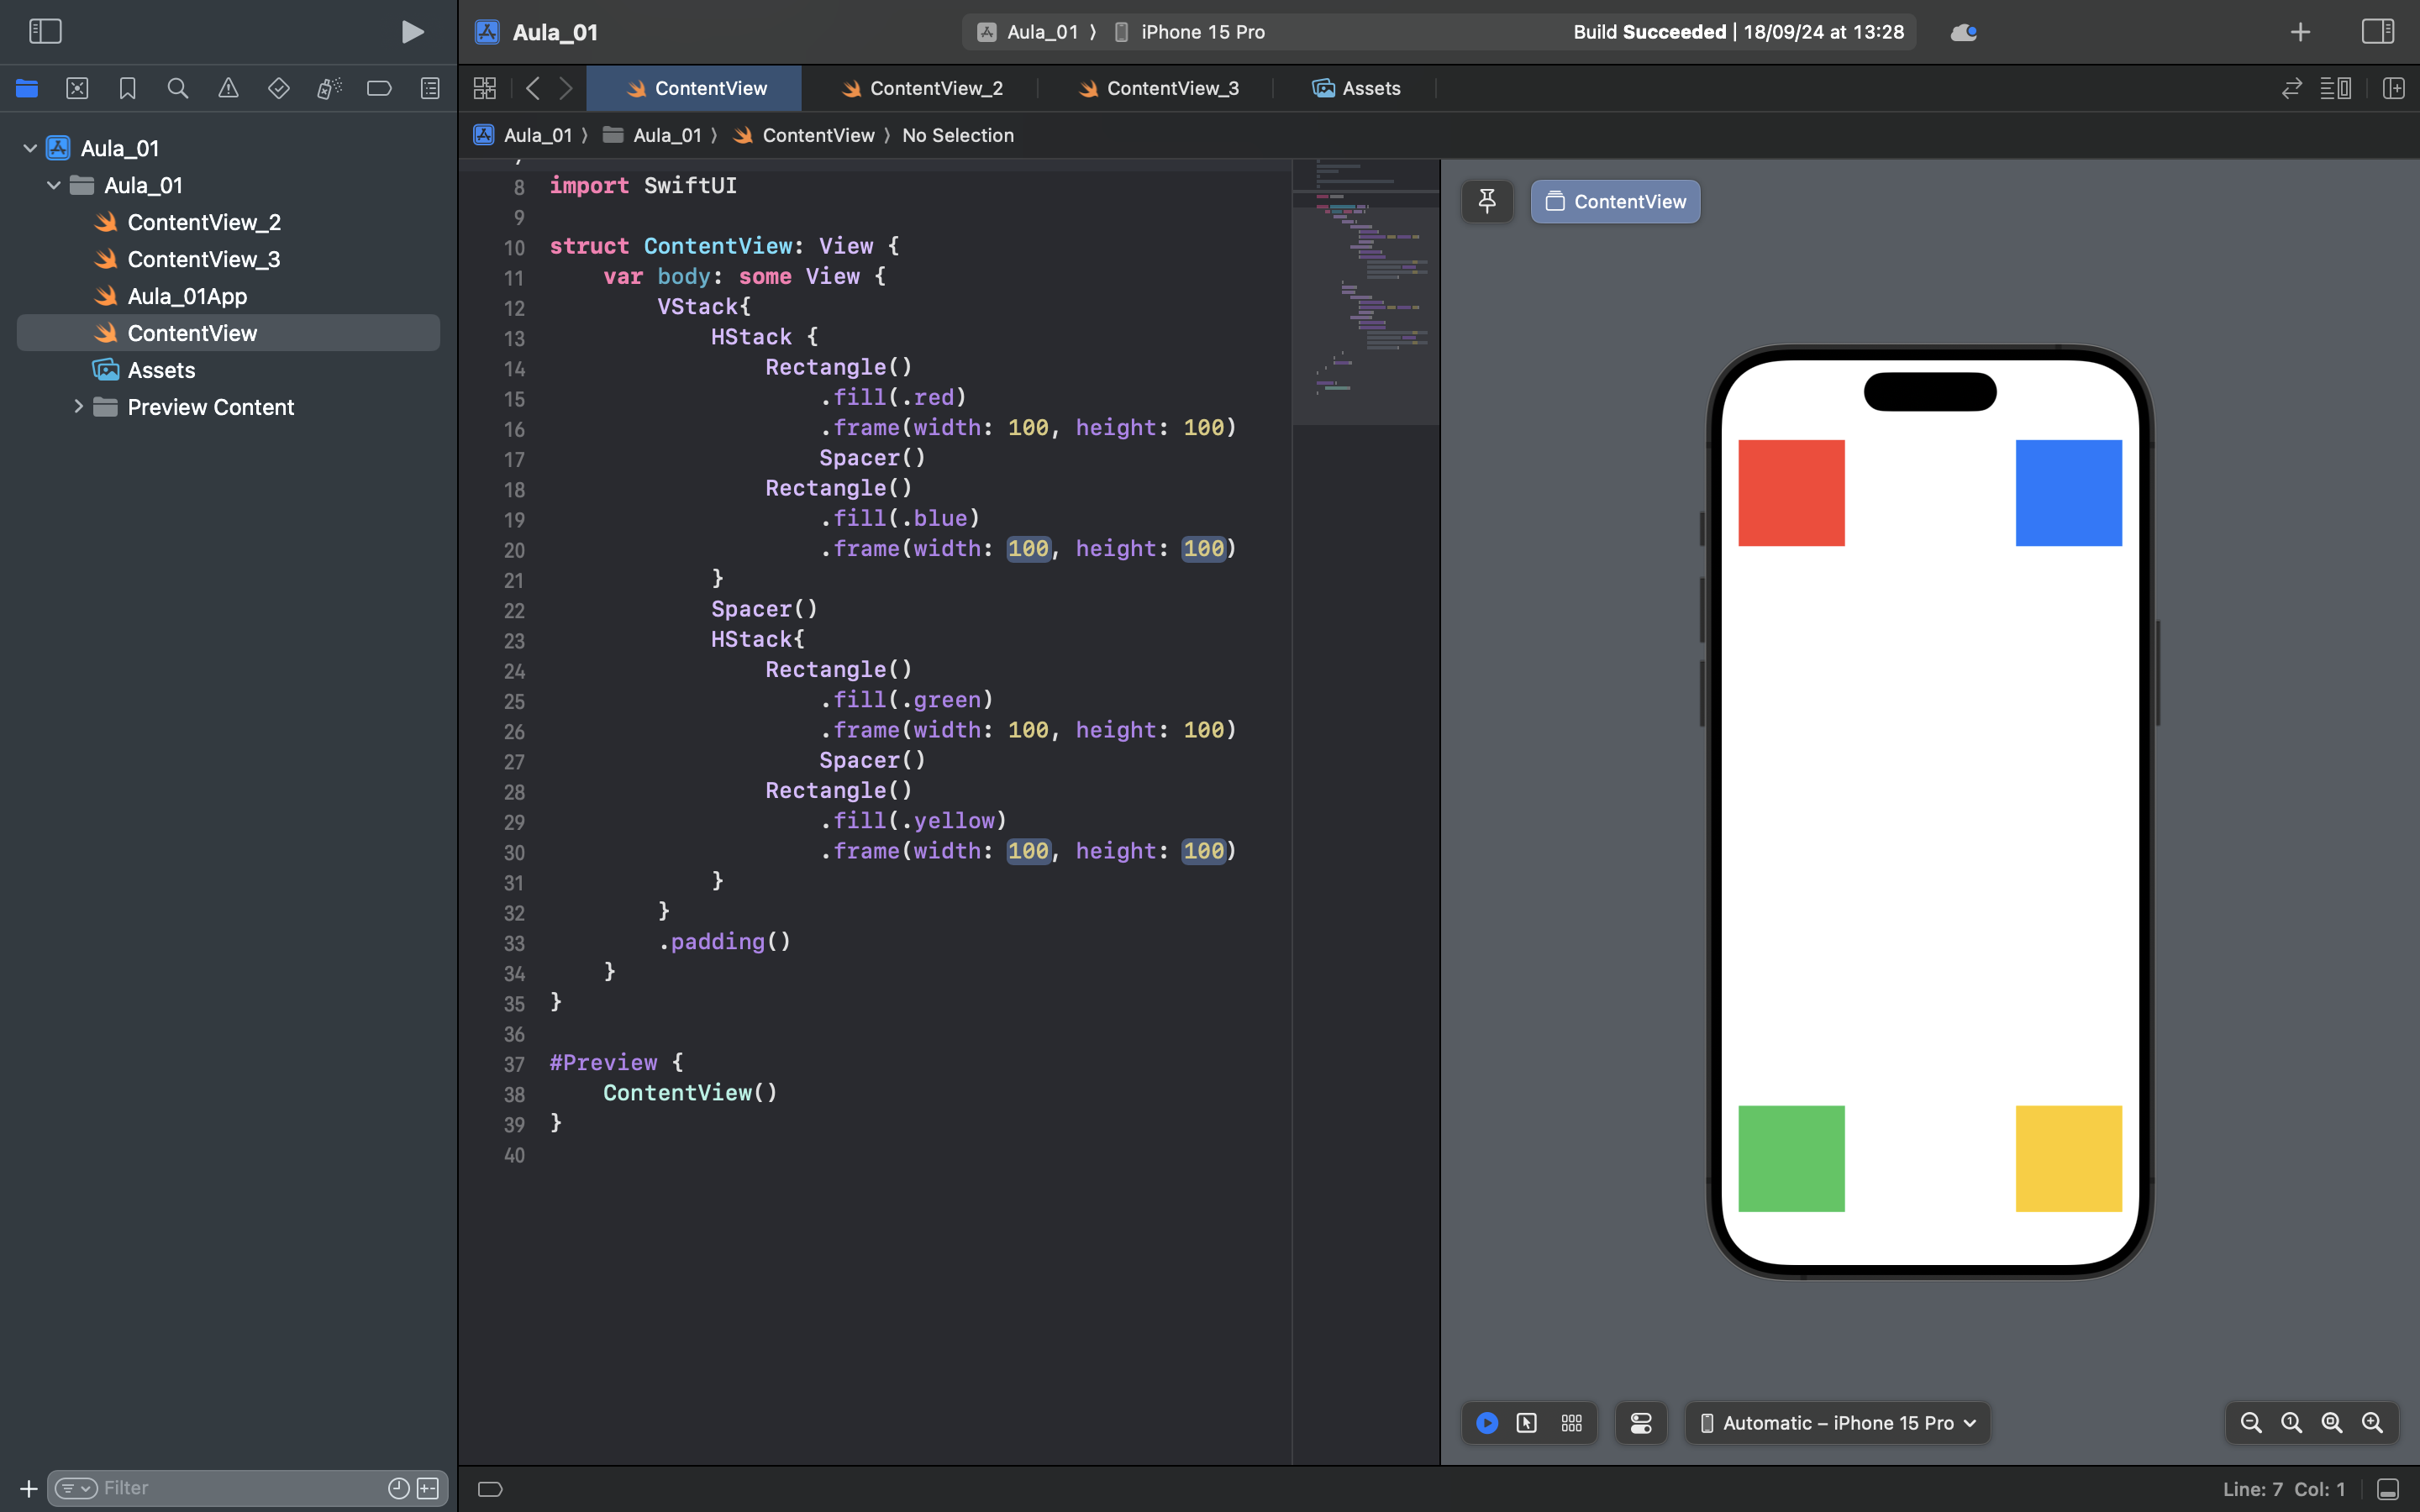 Aula_01
Aula_01 ⟩ iPhone 15 Pro
Build Succeeded | 18/09/24 at 13:28
ContentView
ContentView_2
ContentView_3
Assets
Aula_01 ⟩ Aula_01 ⟩ ContentView ⟩ No Selection
Aula_01
Aula_01
ContentView_2
ContentView_3
Aula_01App
ContentView
Assets
Preview Content
8 import SwiftUI
9
10 struct ContentView: View {
11     var body: some View {
12         VStack{
13             HStack {
14                 Rectangle()
15                     .fill(.red)
16                     .frame(width: 100, height: 100)
17                     Spacer()
18                 Rectangle()
19                     .fill(.blue)
20                     .frame(width: 100, height: 100)
21             }
22             Spacer()
23             HStack{
24                 Rectangle()
25                     .fill(.green)
26                     .frame(width: 100, height: 100)
27                     Spacer()
28                 Rectangle()
29                     .fill(.yellow)
30                     .frame(width: 100, height: 100)
31             }
32         }
33         .padding()
34     }
35 }
36
37 #Preview {
38     ContentView()
39 }
40
ContentView
Automatic – iPhone 15 Pro
Filter
Line: 7 Col: 1